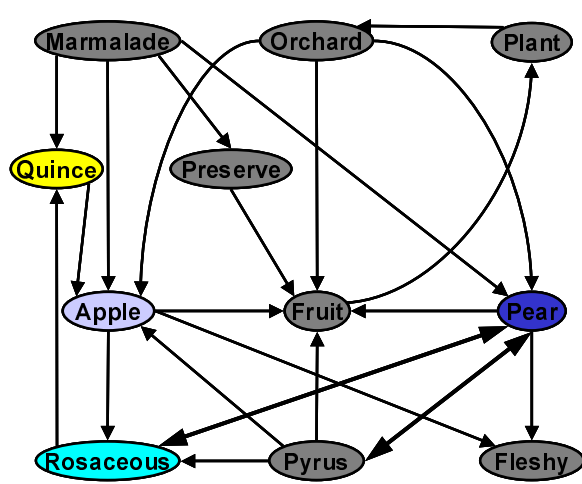 Marmalade
Orchard
Plant
Quince
Preserve
Apple
Fruit
Pear
Rosaceous
Pyrus
Fleshy